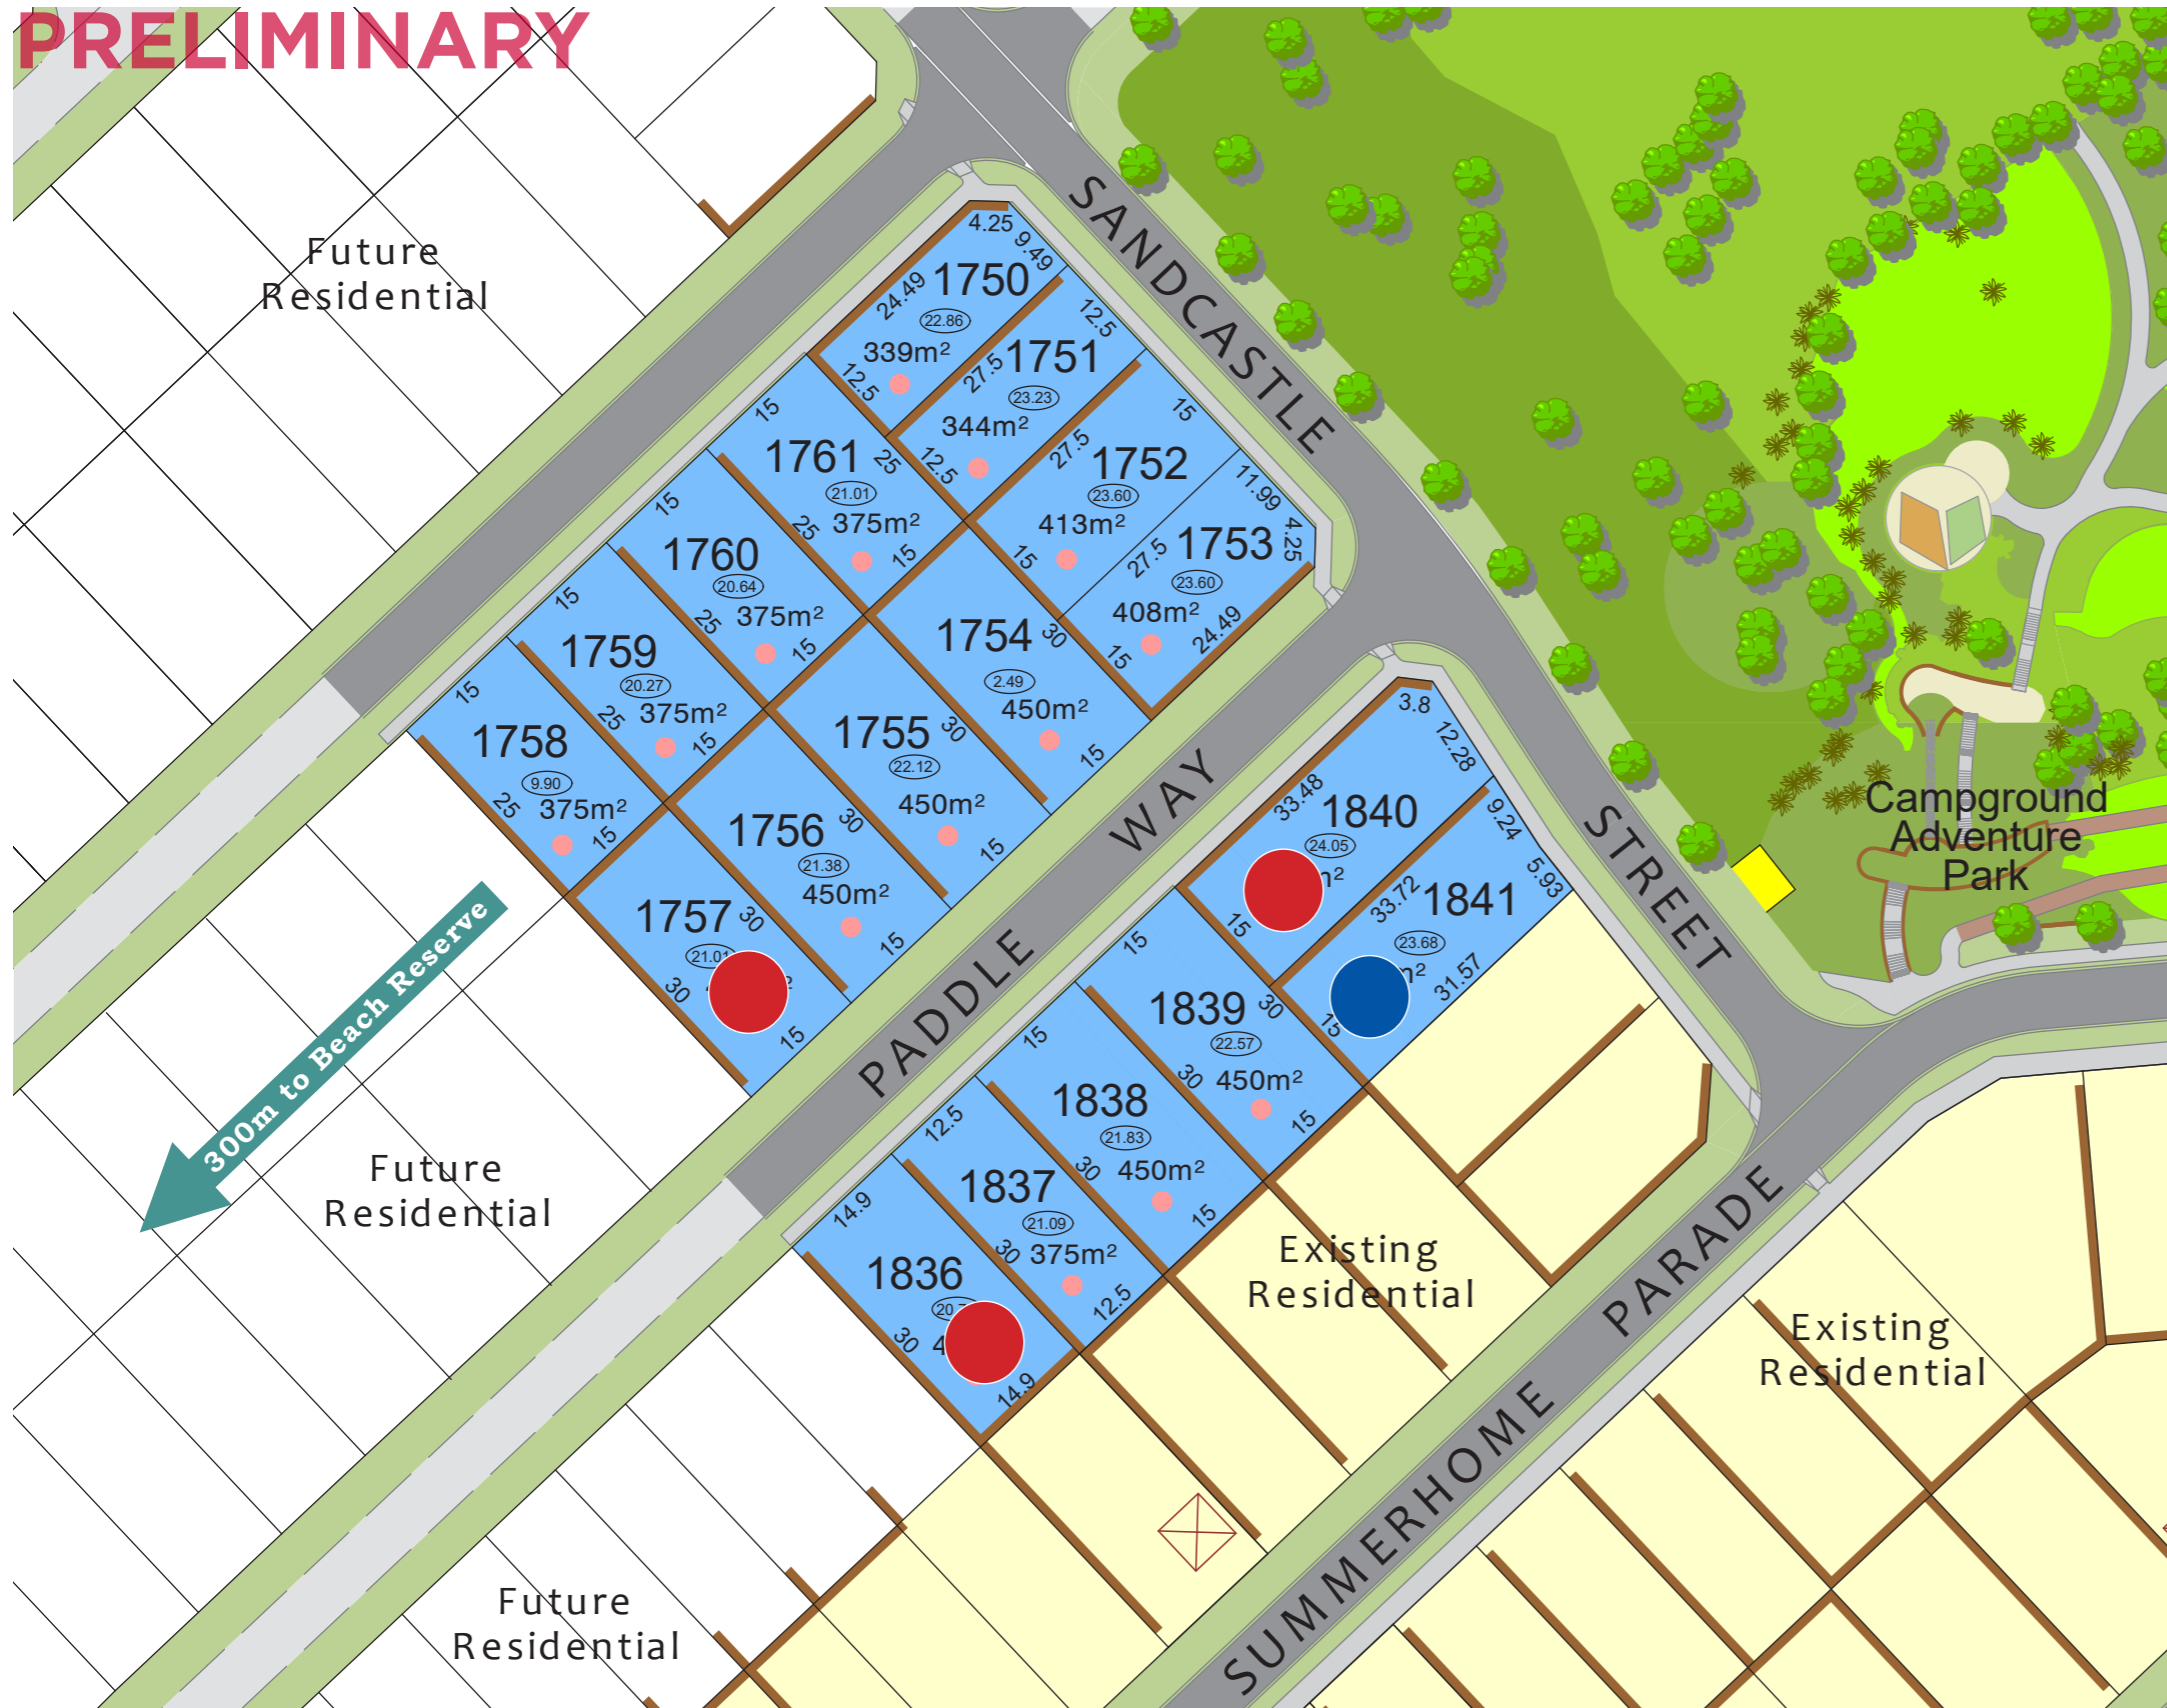 PRELIMINARY
Future
Residential
SANDCASTLE STREET
4.25
9.49
24.49
1750
22.86
339m²
12.5
12.5
1751
27.5
23.23
344m²
12.5
15
1752
27.5
23.60
413m²
15
11.99
4.25
1753
27.5
23.60
408m²
15
24.49
15
1761
25
21.01
375m²
25
15
15
1760
20.64
375m²
25
15
15
1759
20.27
375m²
25
15
15
1758
9.90
375m²
25
15
1754
30
2.49
450m²
15
1755
30
22.12
450m²
15
1756
30
21.38
450m²
15
1757
30
21.01
30
15
PADDLE WAY
3.8
12.28
33.48
1840
24.05
15
9.24
5.93
33.72
1841
23.68
15
31.57
15
1839
30
22.57
30
450m²
15
15
1838
21.83
30
450m²
15
12.5
1837
21.09
30
375m²
12.5
14.9
1836
30
14.9
Campground
Adventure
Park
300m to Beach Reserve
Future
Residential
Existing
Residential
Existing
Residential
SUMMERHOME PARADE
Future
Residential